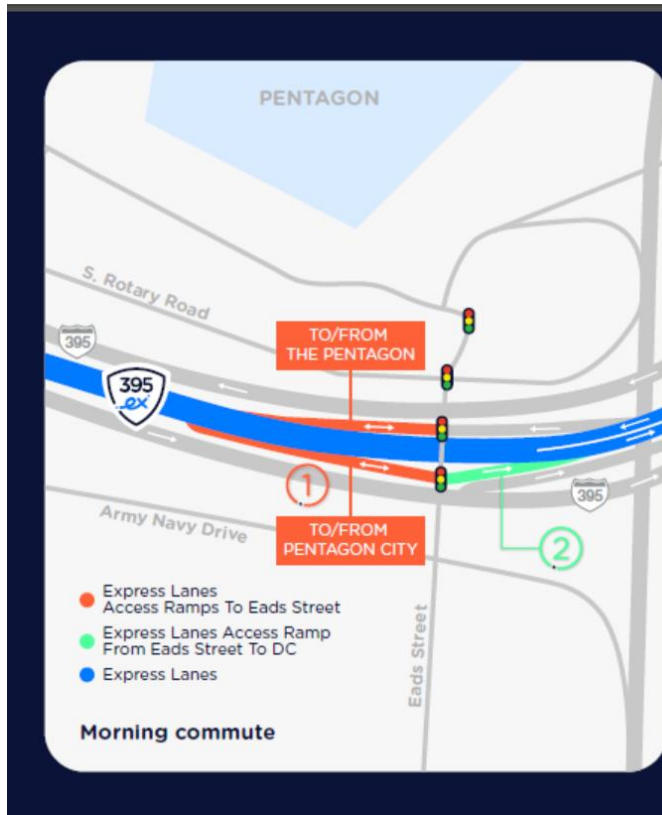 PENTAGON
S. Rotary Road
395
TO/FROM
THE PENTAGON
395
ex
1
Army Navy Drive
TO/FROM
PENTAGON CITY
395
2
Express Lanes
Access Ramps To Eads Street
Express Lanes Access Ramp
From Eads Street To DC
Express Lanes
Eads Street
Morning commute